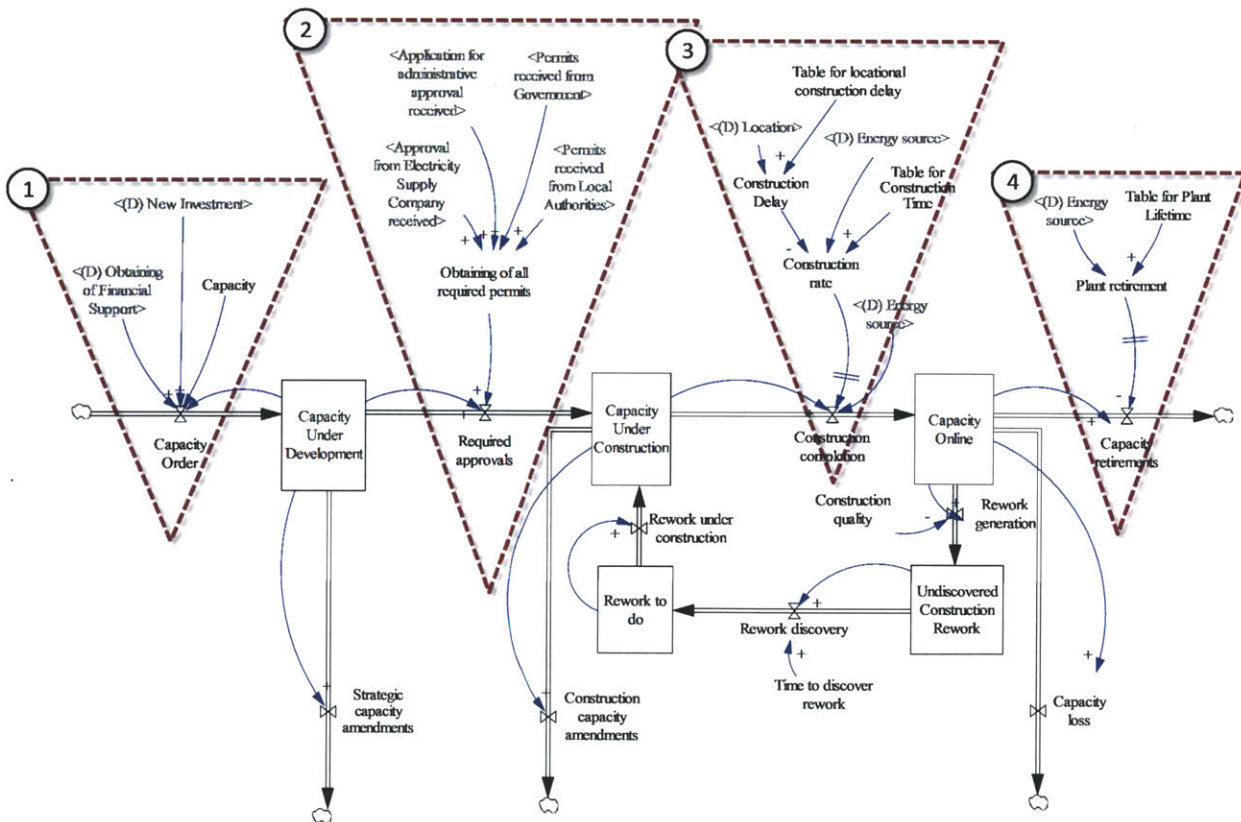 1
<(D) New Investment>
<(D) Obtaining
of Financial
Support>
Capacity
Capacity
Order
Capacity
Under
Development
Strategic
capacity
amendments
2
<Application for
administrative
approval
received>
<Permits
received from
Government>
<Approval
from Electricity
Supply
Company
received>
<Permits
received
from Local
Authorities>
Obtaining of all
required permits
Required
approvals
Capacity
Under
Construction
Rework under
construction
Rework to
do
Construction
capacity
amendments
3
Table for
locational
construction delay
<(D) Location>
<(D) Energy source>
Construction
Delay
Table for
Construction
Time
Construction
rate
<(D) Energy
source>
Construction
completion
Capacity
Online
Construction
quality
Rework
generation
Undiscovered
Construction
Rework
Rework discovery
Time to discover
rework
4
<(D) Energy
source>
Table for Plant
Lifetime
Plant retirement
Capacity
retirements
Capacity
loss